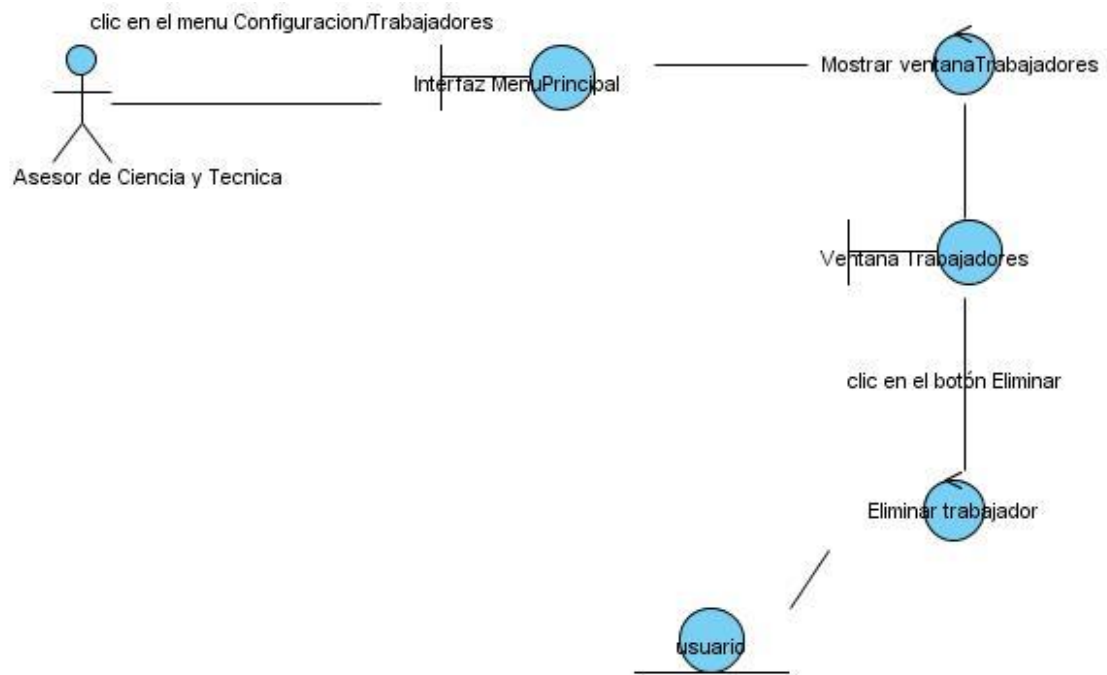 clic en el menu Configuracion/Trabajadores
Interfaz MenuPrincipal
Mostrar ventanaTrabajadores
Asesor de Ciencia y Tecnica
Ventana Trabajadores
clic en el botón Eliminar
Eliminar trabajador
usuario